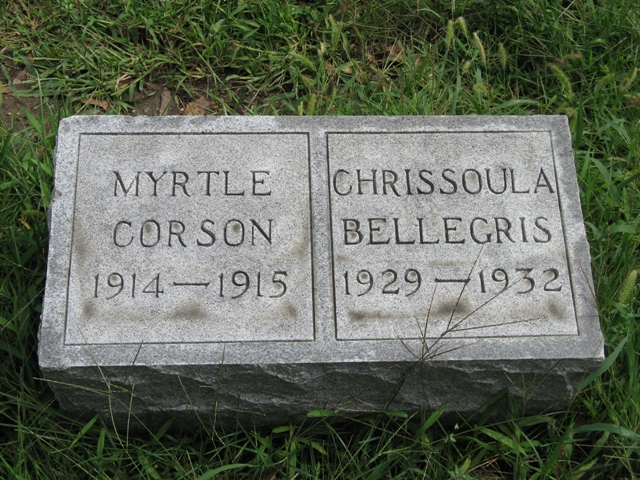 MYRTLE
CORSON
1914—1915
CHRISSOULA
BELLEGRIS
1929—1932